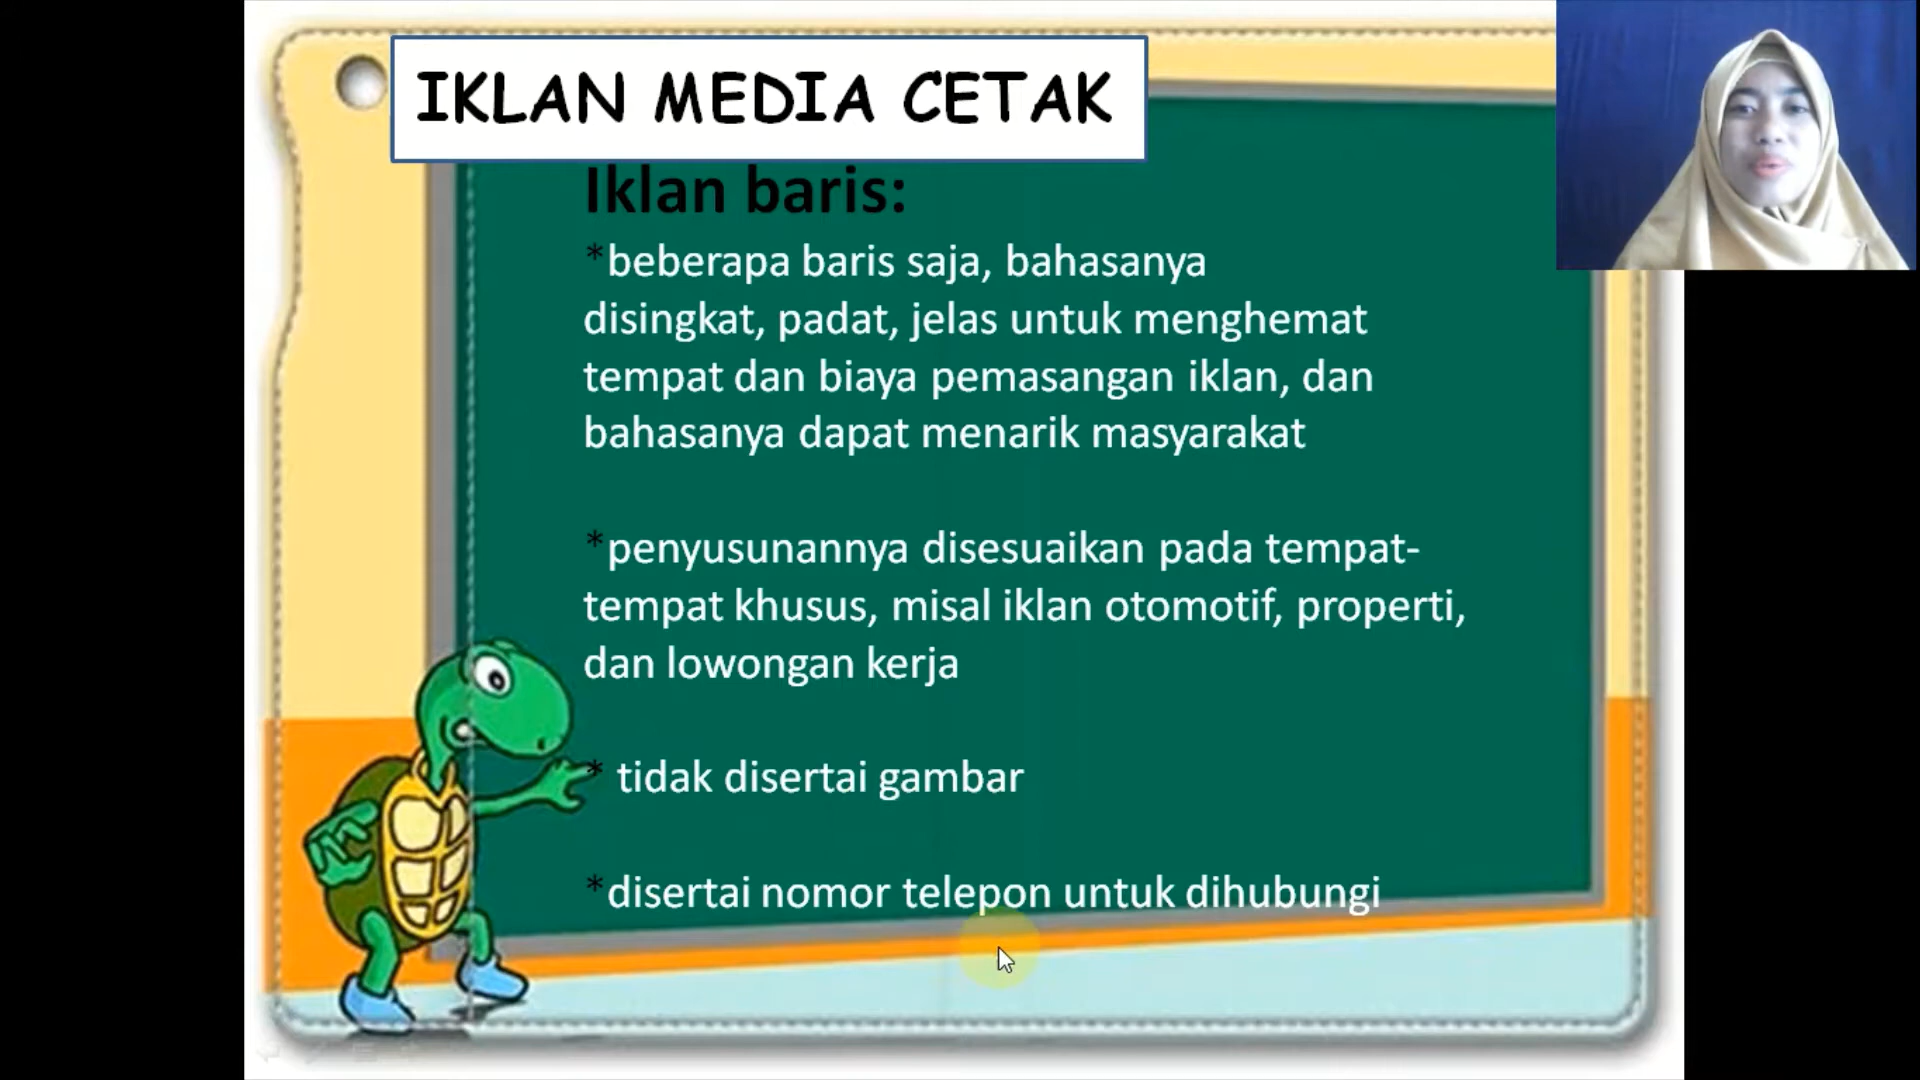 IKLAN MEDIA CETAK
Iklan baris:
*beberapa baris saja, bahasanya
disingkat, padat, jelas untuk menghemat
tempat dan biaya pemasangan iklan, dan
bahasanya dapat menarik masyarakat
*penyusunannya disesuaikan pada tempat-
tempat khusus, misal iklan otomotif, properti,
dan lowongan kerja
* tidak disertai gambar
*disertai nomor telepon untuk dihubungi